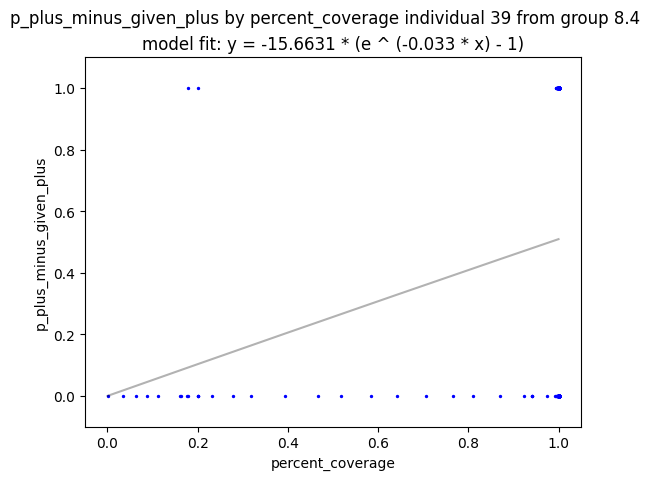 p_plus_minus_given_plus by percent_coverage individual 39 from group 8.4
model fit: y = -15.6631 * (e ^ (-0.033 * x) - 1)
1.0
0.8
0.6
0.4
0.2
0.0
p_plus_minus_given_plus
0.0 0.2 0.4 0.6 0.8 1.0
percent_coverage